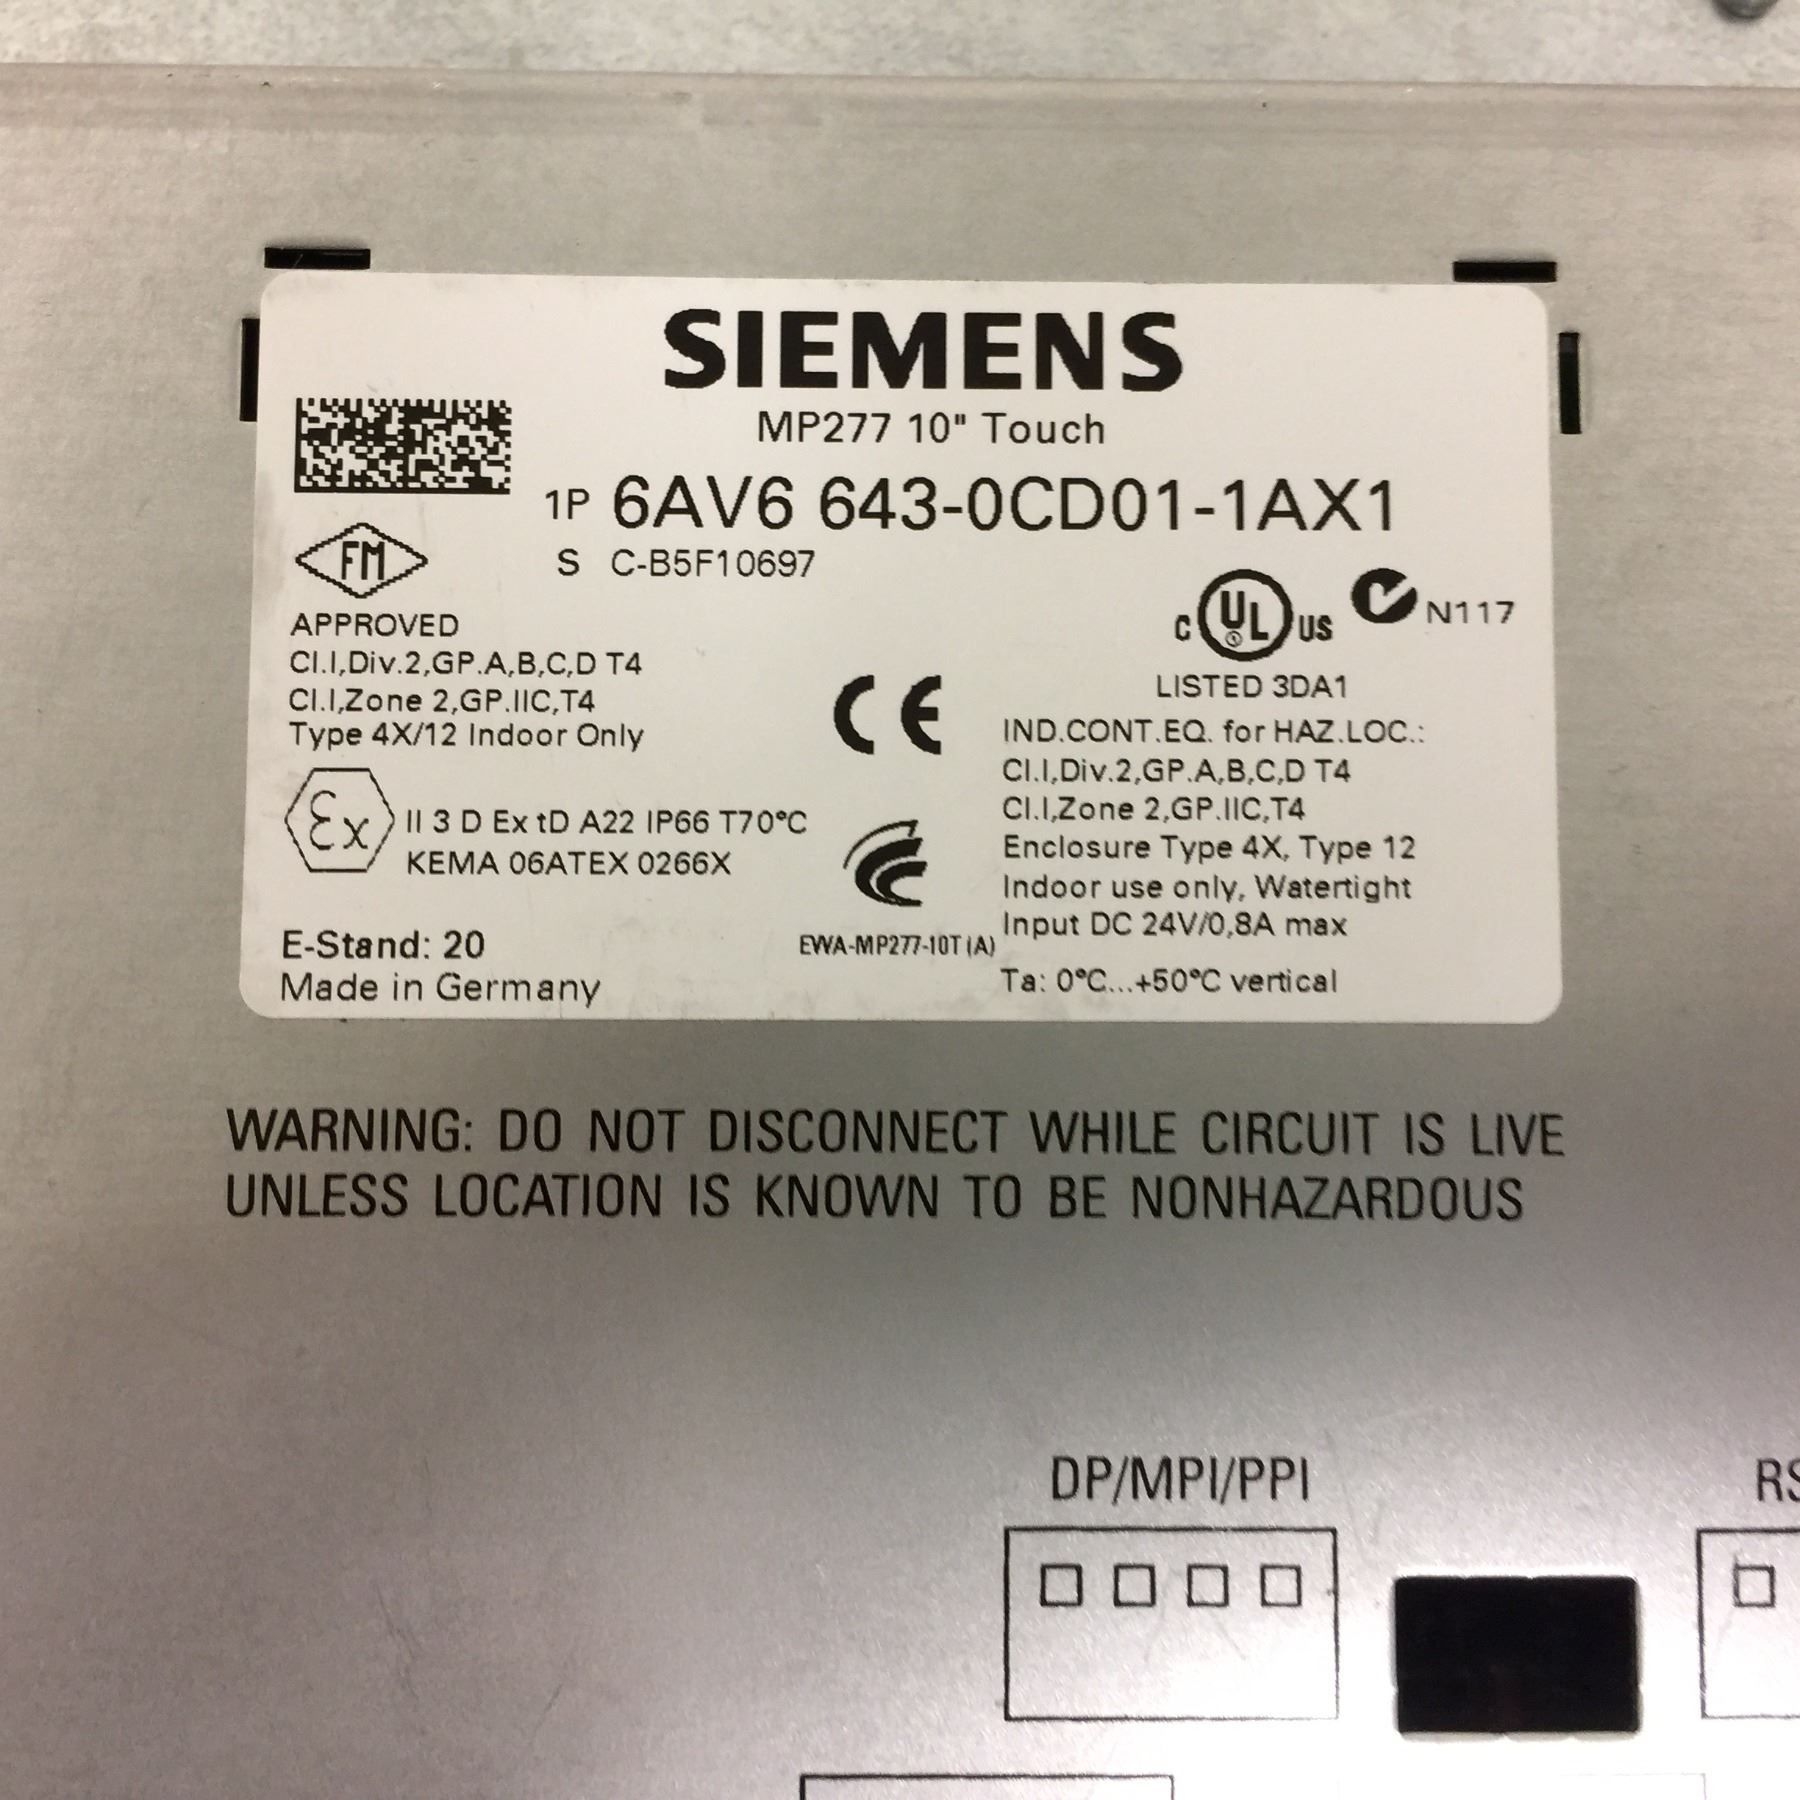 SIEMENS
MP277 10" Touch
1P 6AV6 643-0CD01-1AX1
S C-B5F10697
FM
APPROVED
Cl.I,Div.2,GP.A,B,C,D T4
Cl.I,Zone 2,GP.IIC,T4
Type 4X/12 Indoor Only
Ex II 3 D Ex tD A22 IP66 T70°C
KEMA 06ATEX 0266X
E-Stand: 20
Made in Germany
CE
EWA-MP277-10T(A)
C UL US N117
LISTED 3DA1
IND.CONT.EQ. for HAZ.LOC.:
Cl.I,Div.2,GP.A,B,C,D T4
Cl.I,Zone 2,GP.IIC,T4
Enclosure Type 4X, Type 12
Indoor use only, Watertight
Input DC 24V/0,8A max
Ta: 0°C...+50°C vertical
WARNING: DO NOT DISCONNECT WHILE CIRCUIT IS LIVE
UNLESS LOCATION IS KNOWN TO BE NONHAZARDOUS
DP/MPI/PPI